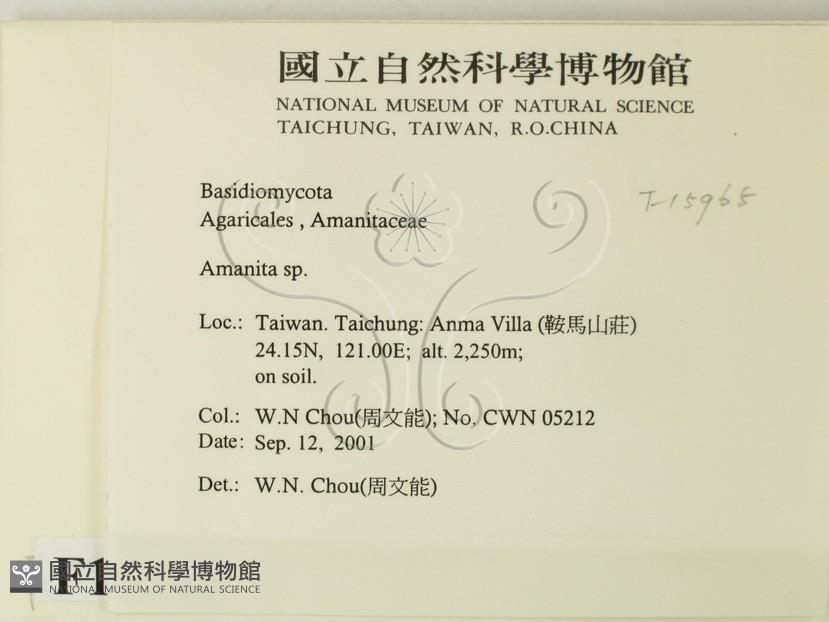 國立自然科學博物館
NATIONAL MUSEUM OF NATURAL SCIENCE
TAICHUNG, TAIWAN, R.O.CHINA
T-15965
Basidiomycota
Agaricales , Amanitaceae
Amanita sp.
Loc.: Taiwan. Taichung: Anma Villa (鞍馬山莊)
24.15N, 121.00E; alt. 2,250m;
on soil.
Col.: W.N Chou(周文能); No. CWN 05212
Date: Sep. 12, 2001
Det.: W.N. Chou(周文能)
F1
國立自然科學博物館
NATIONAL MUSEUM OF NATURAL SCIENCE